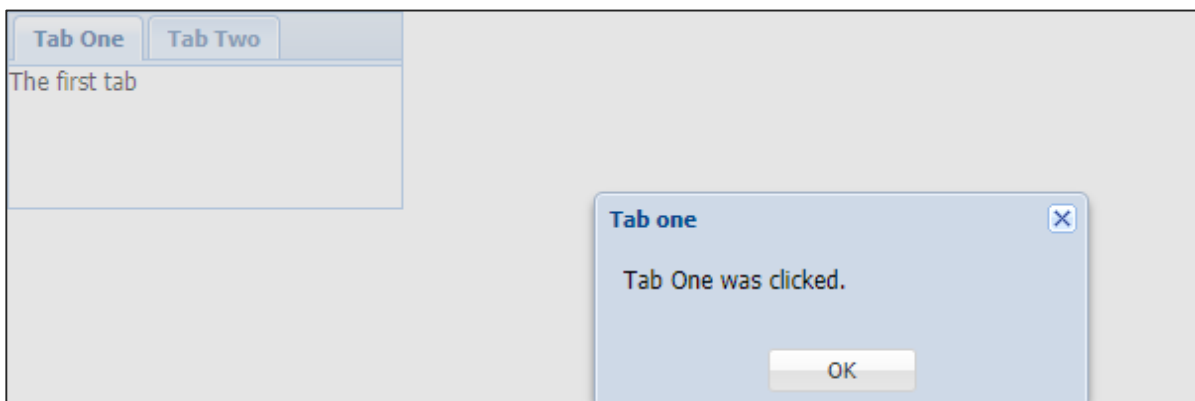 Tab One Tab Two
The first tab
Tab one
Tab One was clicked.
OK